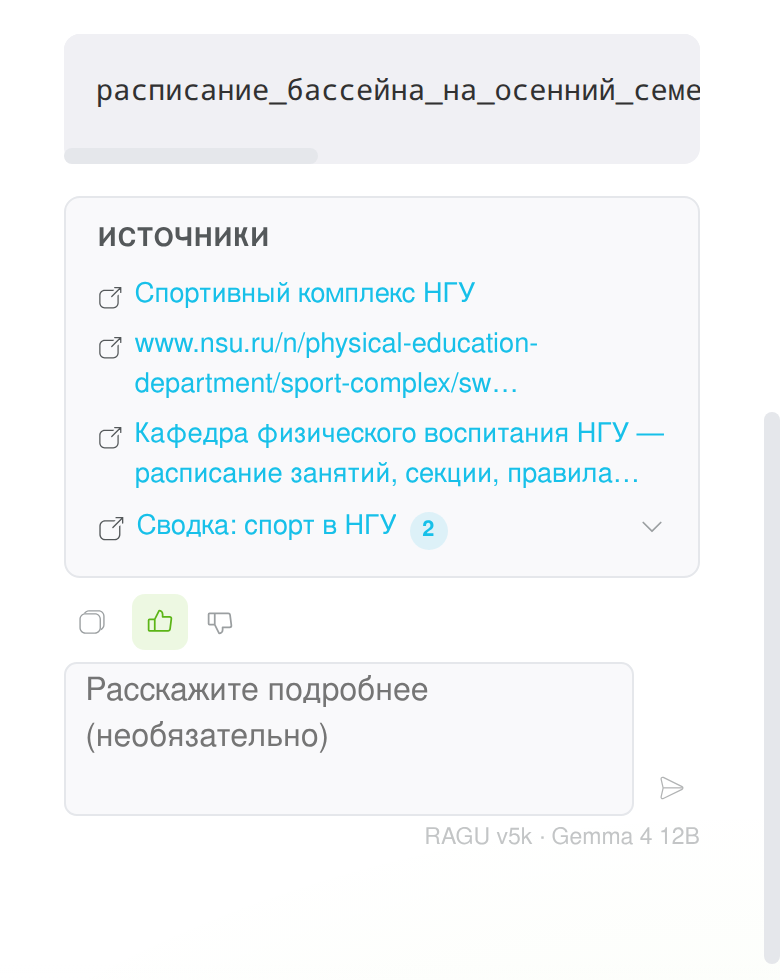 расписание_бассейна_на_осенний_семе
ИСТОЧНИКИ
Спортивный комплекс НГУ
www.nsu.ru/n/physical-education-
department/sport-complex/sw…
Кафедра физического воспитания НГУ —
расписание занятий, секции, правила…
Сводка: спорт в НГУ 2
Расскажите подробнее
(необязательно)
RAGU v5k · Gemma 4 12B